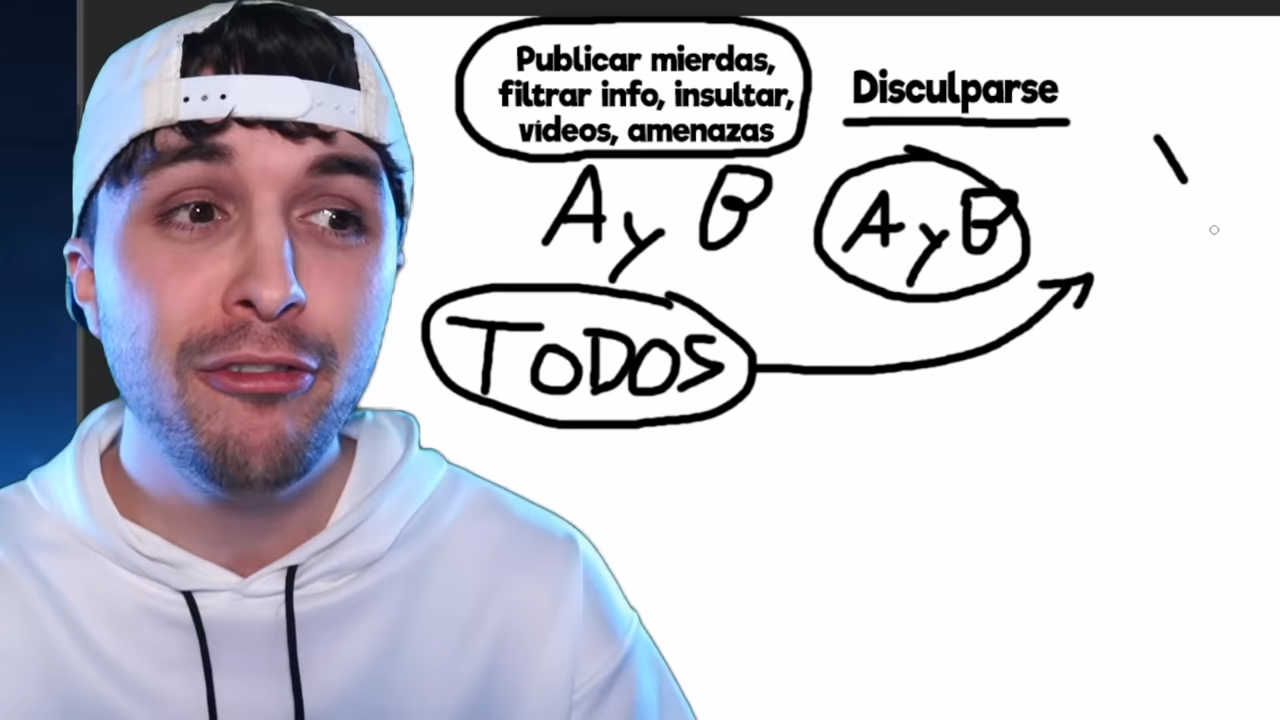 Publicar mierdas,
filtrar info, insultar,
vídeos, amenazas
Disculparse
A y B
A y B
TODOS